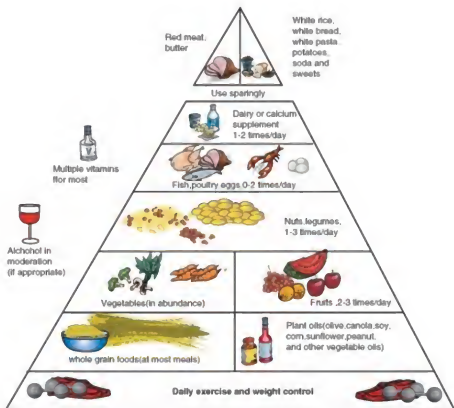 Red meat,
butter
White rice,
white bread,
white pasta
potatoes,
soda and
sweets
Use sparingly
Dairy or calcium
supplement
1-2 times/day
Multiple vitamins
flor most
Fish,poultry eggs,0-2 times/day
Nuts,legumes,
1-3 times/day
Alchohol in
moderation
(if appropriate)
Vegetables(in abundance)
Fruits ,2-3 times/day
whole grain foods(at most meals)
Plant oils(olive,canola,soy,
corn,sunflower,peanut,
and other vegetable oils)
Daily exercise and weight control